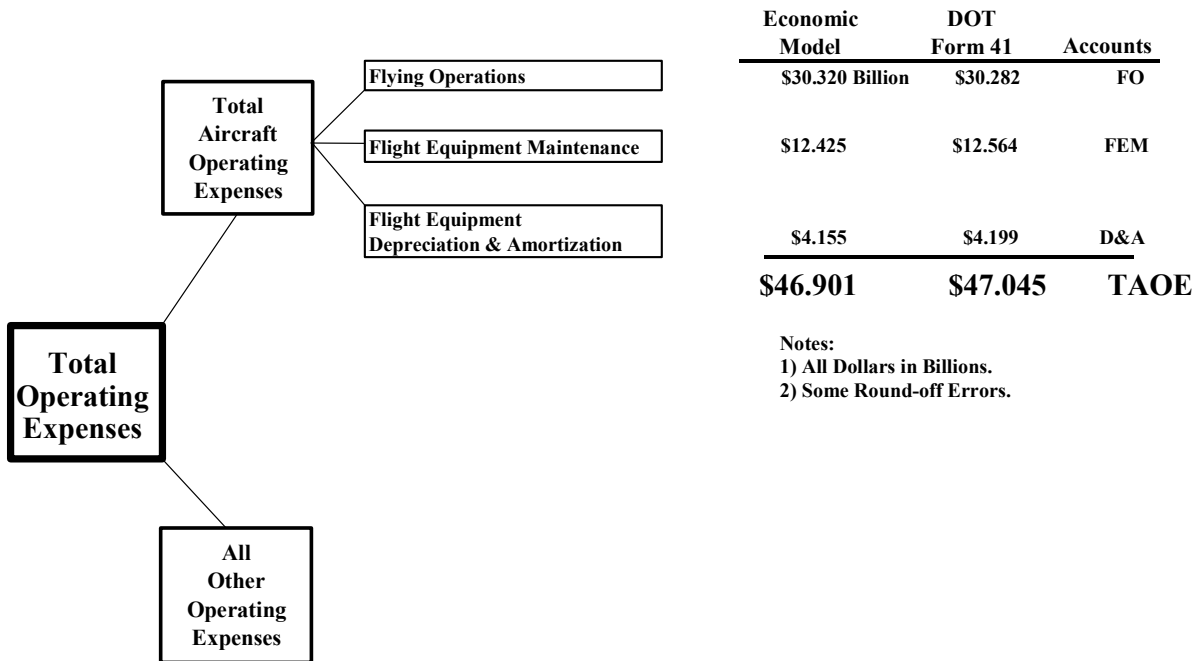 Total
Aircraft
Operating
Expenses
Flying Operations
Flight Equipment Maintenance
Flight Equipment
Depreciation & Amortization
Total
Operating
Expenses
All
Other
Operating
Expenses
Economic DOT
Model Form 41 Accounts
$30.320 Billion $30.282 FO
$12.425 $12.564 FEM
$4.155 $4.199 D&A
$46.901 $47.045 TAOE
Notes:
1) All Dollars in Billions.
2) Some Round-off Errors.